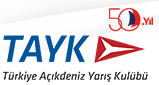 50.Yıl
TAYK
Türkiye Açıkdeniz Yarış Kulübü